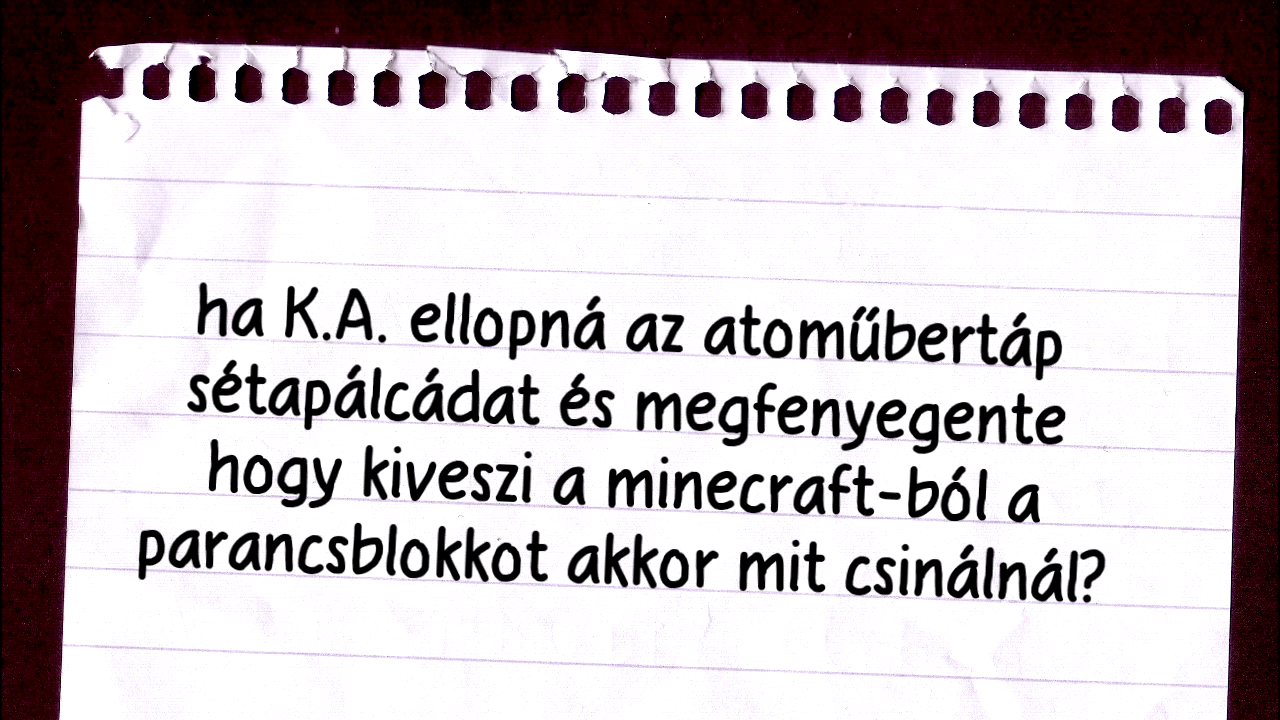 ha K.A. ellopná az atoműbertáp
sétapálcádat és megfenyegente
hogy kiveszi a minecraft-ból a
parancsblokkot akkor mit csinálnál?